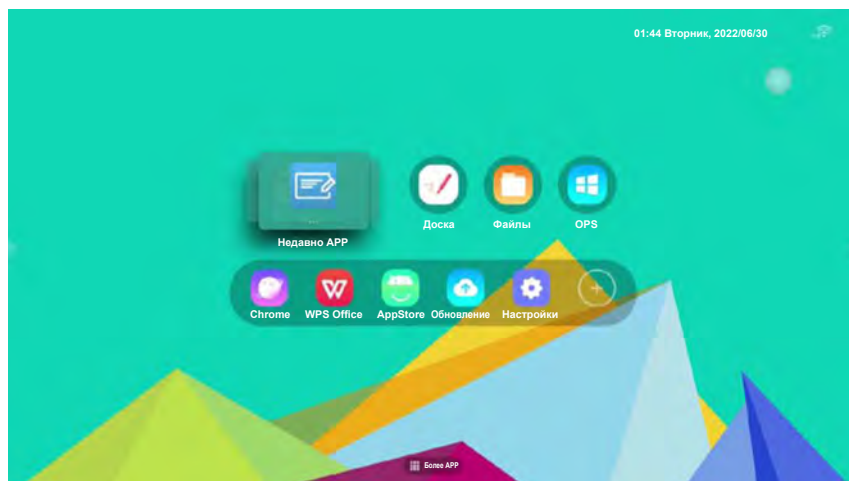 01:44 Вторник, 2022/06/30
Доска Файлы OPS
Недавно APP
Chrome WPS Office AppStore Обновление Настройки
Более APP